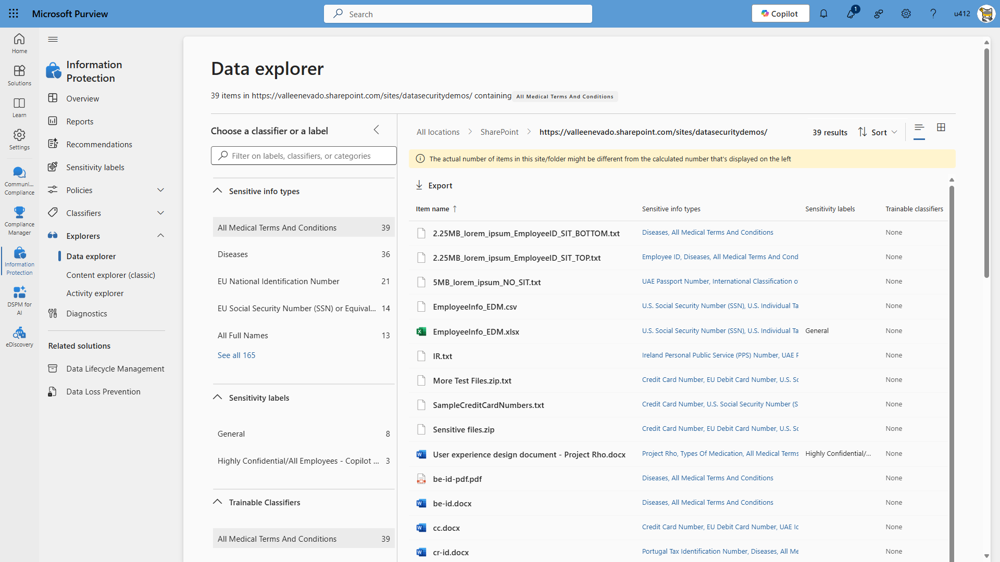 Microsoft Purview
Search
Copilot
1
u412
Home
Solutions
Learn
Settings
Communi...
Compliance
Compliance
Manager
Information
Protection
DSPM for
AI
eDiscovery
Information
Protection
Overview
Reports
Recommendations
Sensitivity labels
Policies
Classifiers
Explorers
Data explorer
Content explorer (classic)
Activity explorer
Diagnostics
Related solutions
Data Lifecycle Management
Data Loss Prevention
Data explorer
39 items in https://valleenevado.sharepoint.com/sites/datasecuritydemos/ containing All Medical Terms And Conditions
Choose a classifier or a label
Filter on labels, classifiers, or categories
Sensitive info types
All Medical Terms And Conditions 39
Diseases 36
EU National Identification Number 21
EU Social Security Number (SSN) or Equival... 14
All Full Names 13
See all 165
Sensitivity labels
General 8
Highly Confidential/All Employees - Copilot ... 3
Trainable Classifiers
All Medical Terms And Conditions 39
All locations > SharePoint > https://valleenevado.sharepoint.com/sites/datasecuritydemos/
39 results Sort
The actual number of items in this site/folder might be different from the calculated number that's displayed on the left
Export
Item name ↑ Sensitive info types Sensitivity labels Trainable classifiers
2.25MB_lorem_ipsum_EmployeeID_SIT_BOTTOM.txt Diseases, All Medical Terms And Conditions None
2.25MB_lorem_ipsum_EmployeeID_SIT_TOP.txt Employee ID, Diseases, All Medical Terms And Cond None
5MB_lorem_ipsum_NO_SIT.txt UAE Passport Number, International Classification o None
EmployeeInfo_EDM.csv U.S. Social Security Number (SSN), U.S. Individual Ta None
EmployeeInfo_EDM.xlsx U.S. Social Security Number (SSN), U.S. Individual Ta General None
IR.txt Ireland Personal Public Service (PPS) Number, UAE P None
More Test Files.zip.txt Credit Card Number, EU Debit Card Number, U.S. So None
SampleCreditCardNumbers.txt Credit Card Number, U.S. Social Security Number (S None
Sensitive files.zip Credit Card Number, EU Debit Card Number, U.S. So None
User experience design document - Project Rho.docx Project Rho, Types Of Medication, All Medical Terms Highly Confidential/... None
be-id-pdf.pdf Diseases, All Medical Terms And Conditions None
be-id.docx Diseases, All Medical Terms And Conditions None
cc.docx Credit Card Number, EU Debit Card Number, UAE Ic None
cr-id.docx Portugal Tax Identification Number, Diseases, All Me None